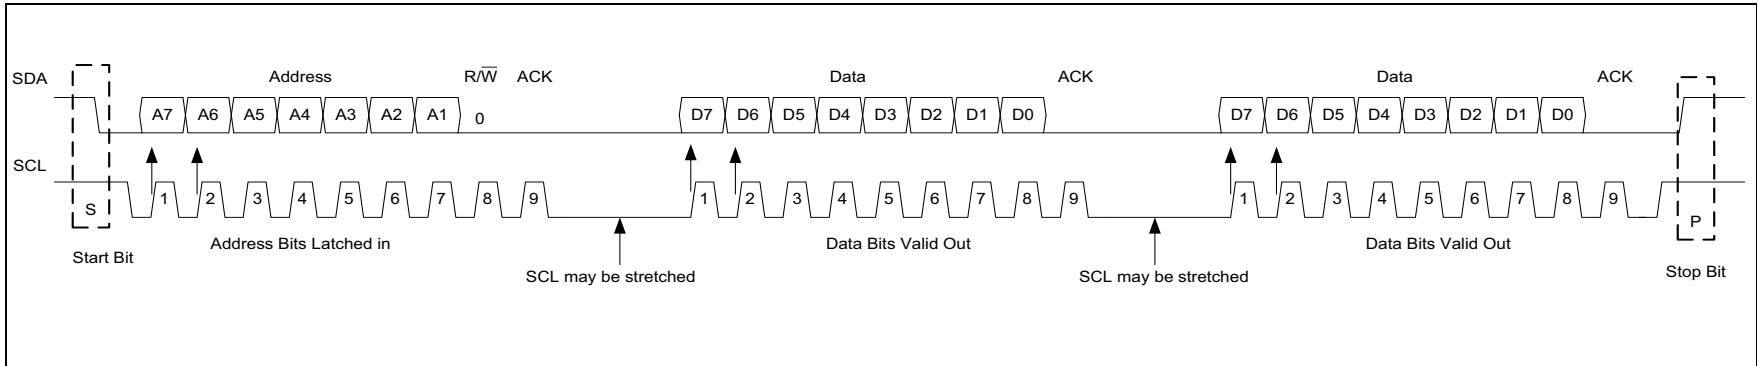 SDA Address R/W̅ ACK Data ACK Data ACK
A7 A6 A5 A4 A3 A2 A1 0 D7 D6 D5 D4 D3 D2 D1 D0 D7 D6 D5 D4 D3 D2 D1 D0
SCL
S 1 2 3 4 5 6 7 8 9 1 2 3 4 5 6 7 8 9 1 2 3 4 5 6 7 8 9 P
Address Bits Latched in Data Bits Valid Out Data Bits Valid Out
Start Bit SCL may be stretched SCL may be stretched Stop Bit